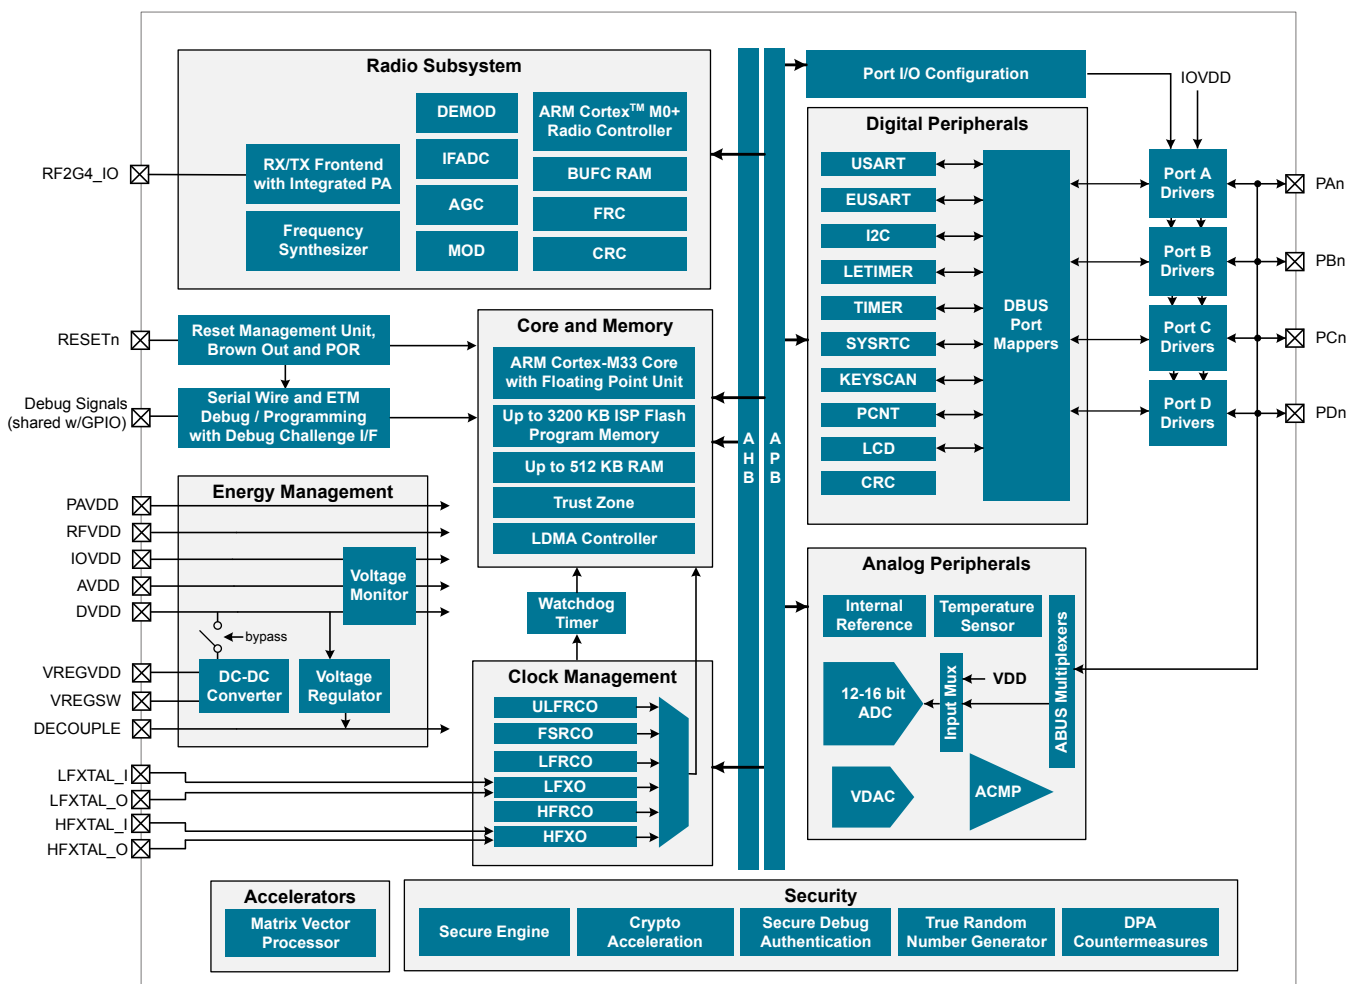 Radio Subsystem
DEMOD
IFADC
AGC
MOD
ARM Cortex™ M0+
Radio Controller
BUFC RAM
FRC
CRC
RX/TX Frontend
with Integrated PA
Frequency
Synthesizer
RF2G4_IO
Port I/O Configuration
IOVDD
Digital Peripherals
USART
EUSART
I2C
LETIMER
TIMER
SYSRTC
KEYSCAN
PCNT
LCD
CRC
DBUS
Port
Mappers
Port A
Drivers
Port B
Drivers
Port C
Drivers
Port D
Drivers
PAn
PBn
PCn
PDn
RESETn
Reset Management Unit,
Brown Out and POR
Debug Signals
(shared w/GPIO)
Serial Wire and ETM
Debug / Programming
with Debug Challenge I/F
Core and Memory
ARM Cortex-M33 Core
with Floating Point Unit
Up to 3200 KB ISP Flash
Program Memory
Up to 512 KB RAM
Trust Zone
LDMA Controller
AHB
APB
Energy Management
PAVDD
RFVDD
IOVDD
AVDD
DVDD
VREGVDD
VREGSW
DECOUPLE
Voltage
Monitor
bypass
DC-DC
Converter
Voltage
Regulator
Watchdog
Timer
Clock Management
ULFRCO
FSRCO
LFRCO
LFXO
HFRCO
HFXO
LFXTAL_I
LFXTAL_O
HFXTAL_I
HFXTAL_O
Analog Peripherals
Internal
Reference
Temperature
Sensor
12-16 bit
ADC
Input Mux
VDD
ABUS Multiplexers
VDAC
ACMP
Accelerators
Matrix Vector
Processor
Security
Secure Engine
Crypto
Acceleration
Secure Debug
Authentication
True Random
Number Generator
DPA
Countermeasures